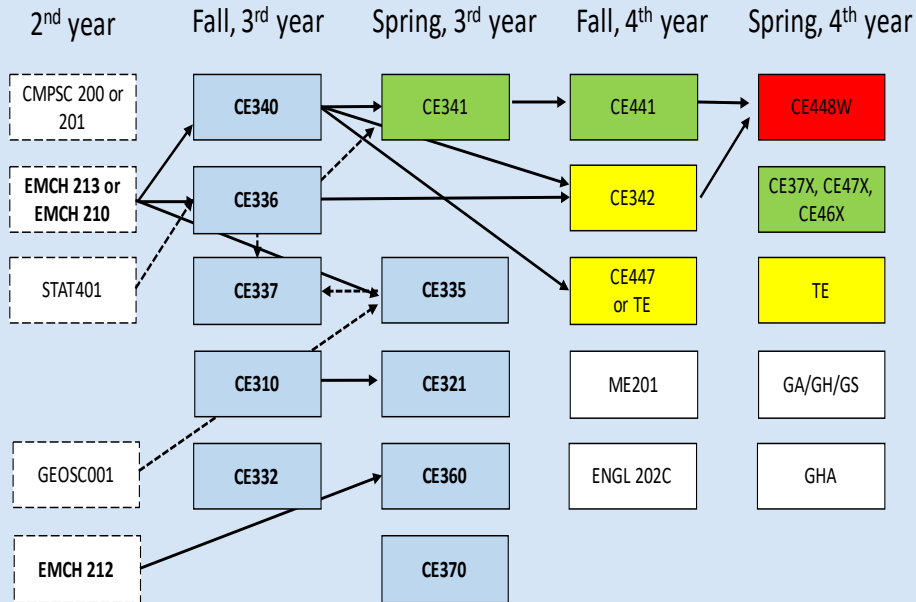 2nd year
Fall, 3rd year
Spring, 3rd year
Fall, 4th year
Spring, 4th year
CMPSC 200 or
201
CE340
CE341
CE441
CE448W
EMCH 213 or
EMCH 210
CE336
CE342
CE37X, CE47X,
CE46X
STAT401
CE337
CE335
CE447
or TE
TE
CE310
CE321
ME201
GA/GH/GS
GEOSC001
CE332
CE360
ENGL 202C
GHA
EMCH 212
CE370